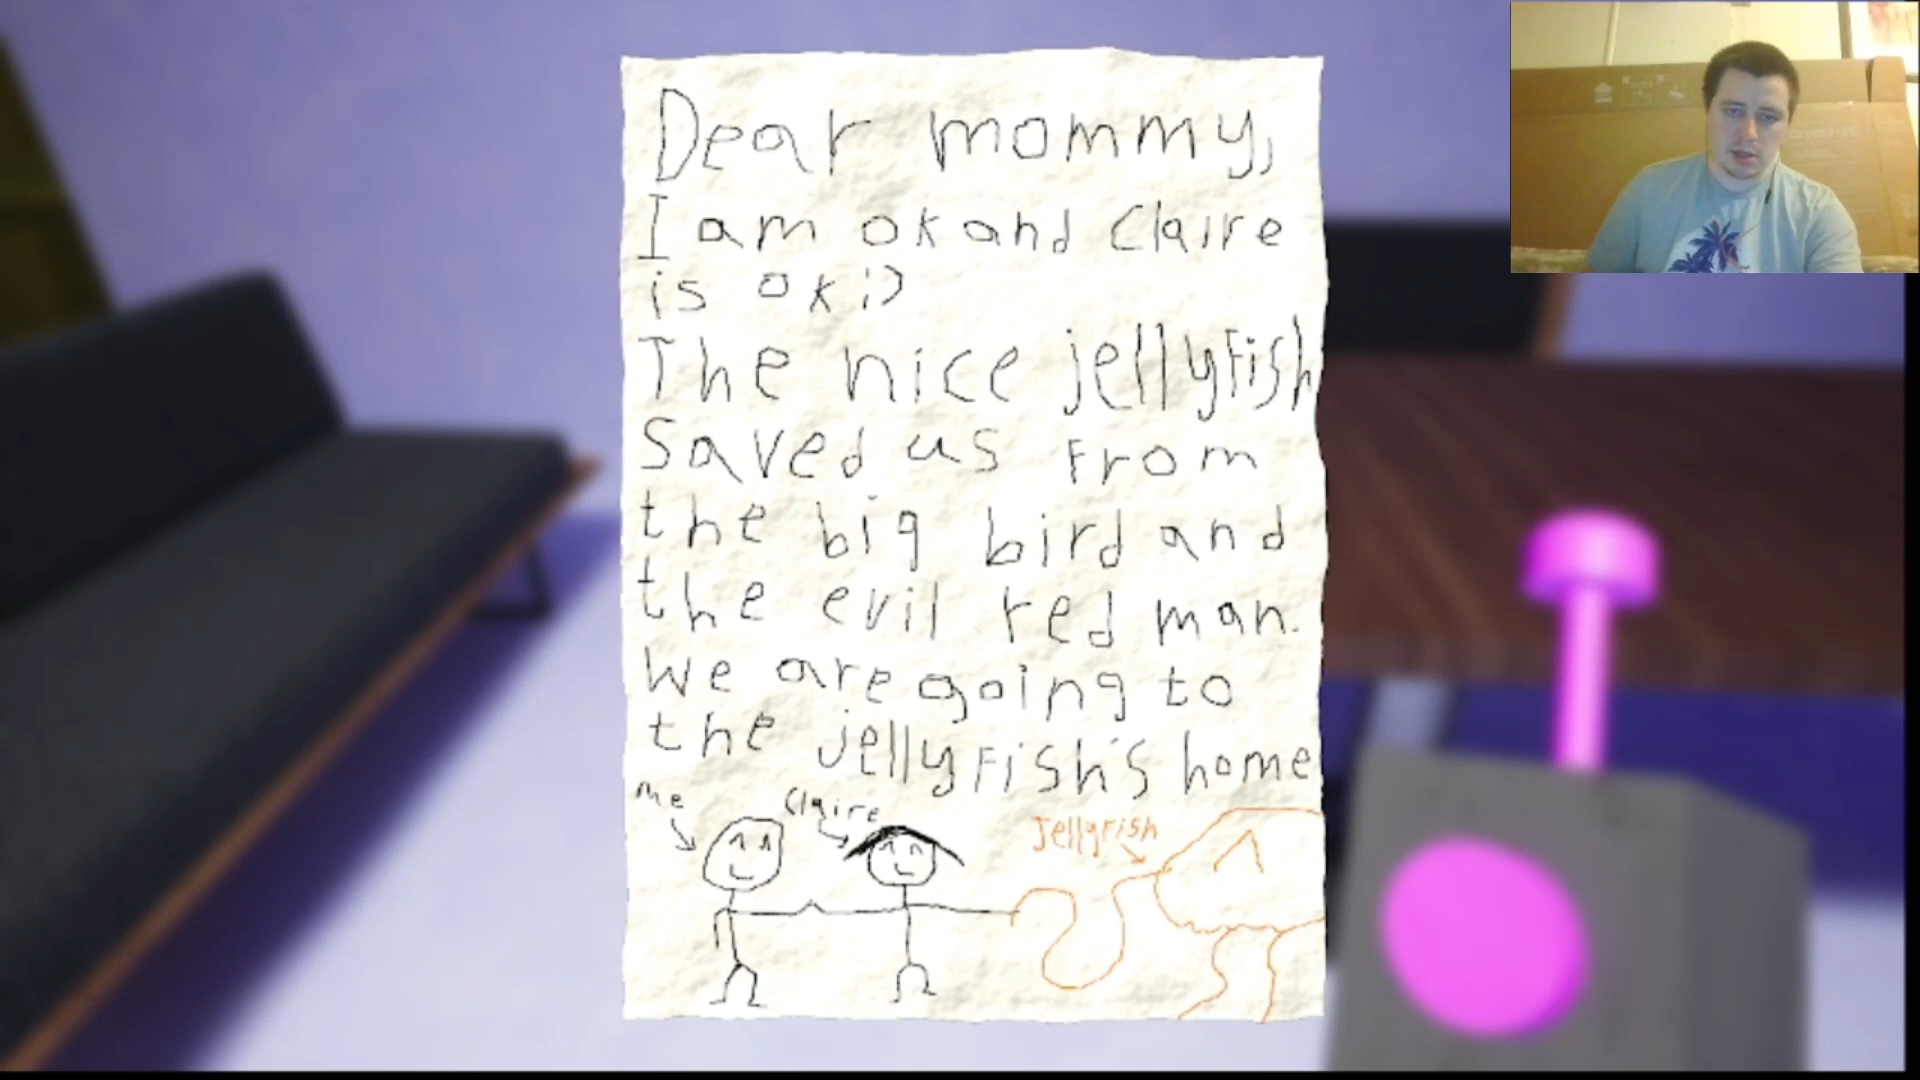 Dear mommy,
I am ok and Claire
is ok :)
The nice jellyfish
saved us from
the big bird and
the evil red man.
We are going to
the jellyfish's home
me
Claire
Jellyfish